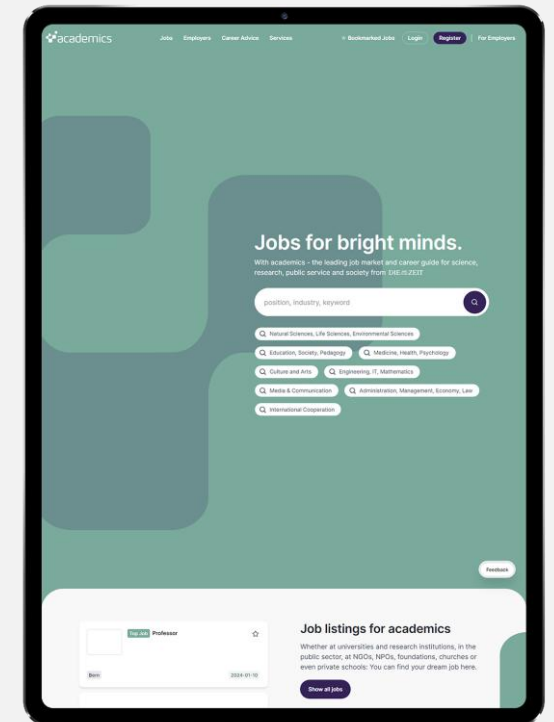 academics
Jobs Employers Career Advice Services
Bookmarked Jobs Login Register For Employers
Jobs for bright minds.
With academics - the leading job market and career guide for science,
research, public service and society from DIE ZEIT
position, industry, keyword
Natural Sciences, Life Sciences, Environmental Sciences
Education, Society, Pedagogy Medicine, Health, Psychology
Culture and Arts Engineering, IT, Mathematics
Media & Communication Administration, Management, Economy, Law
International Cooperation
Feedback
Top Job Professor
Bern 2024-01-10
Job listings for academics
Whether at universities and research institutions, in the
public sector, at NGOs, NPOs, foundations, churches or
even private schools: You can find your dream job here.
Show all jobs